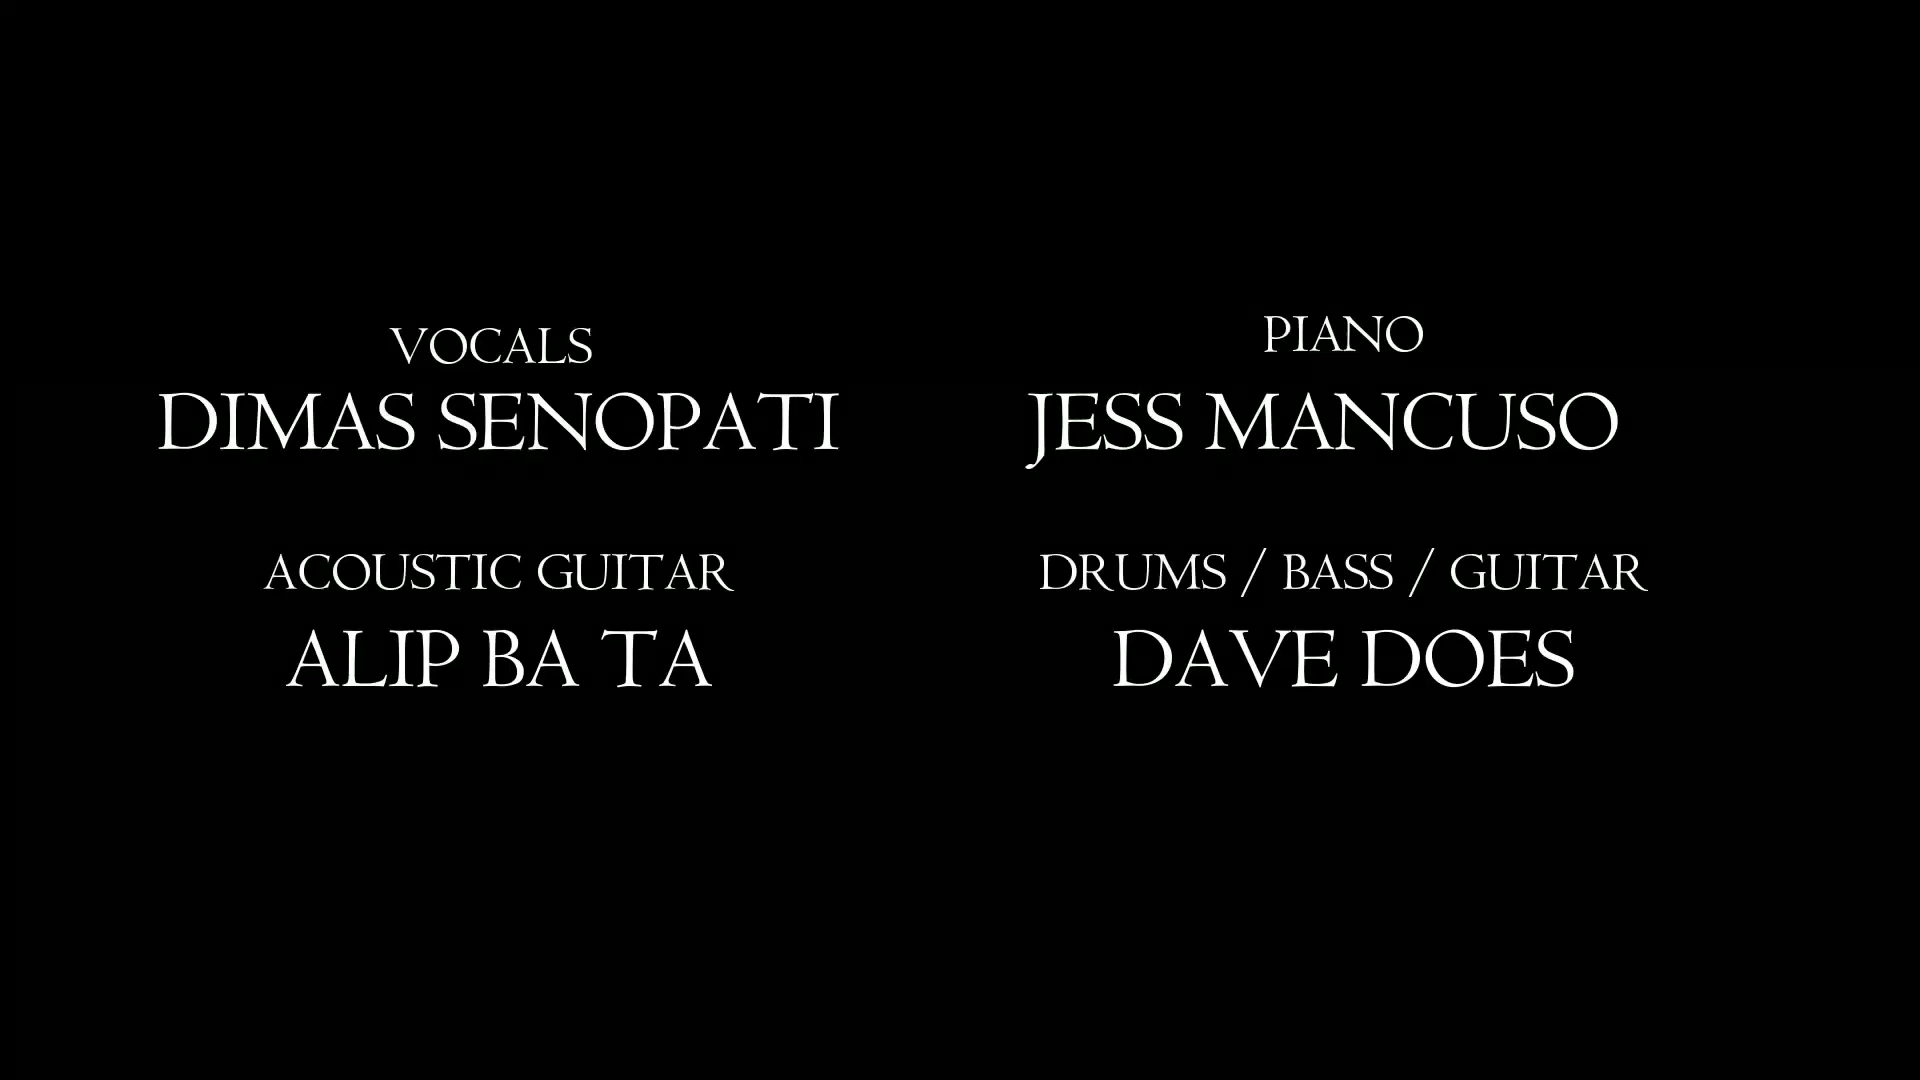 VOCALS
DIMAS SENOPATI
ACOUSTIC GUITAR
ALIP BA TA
PIANO
JESS MANCUSO
DRUMS / BASS / GUITAR
DAVE DOES